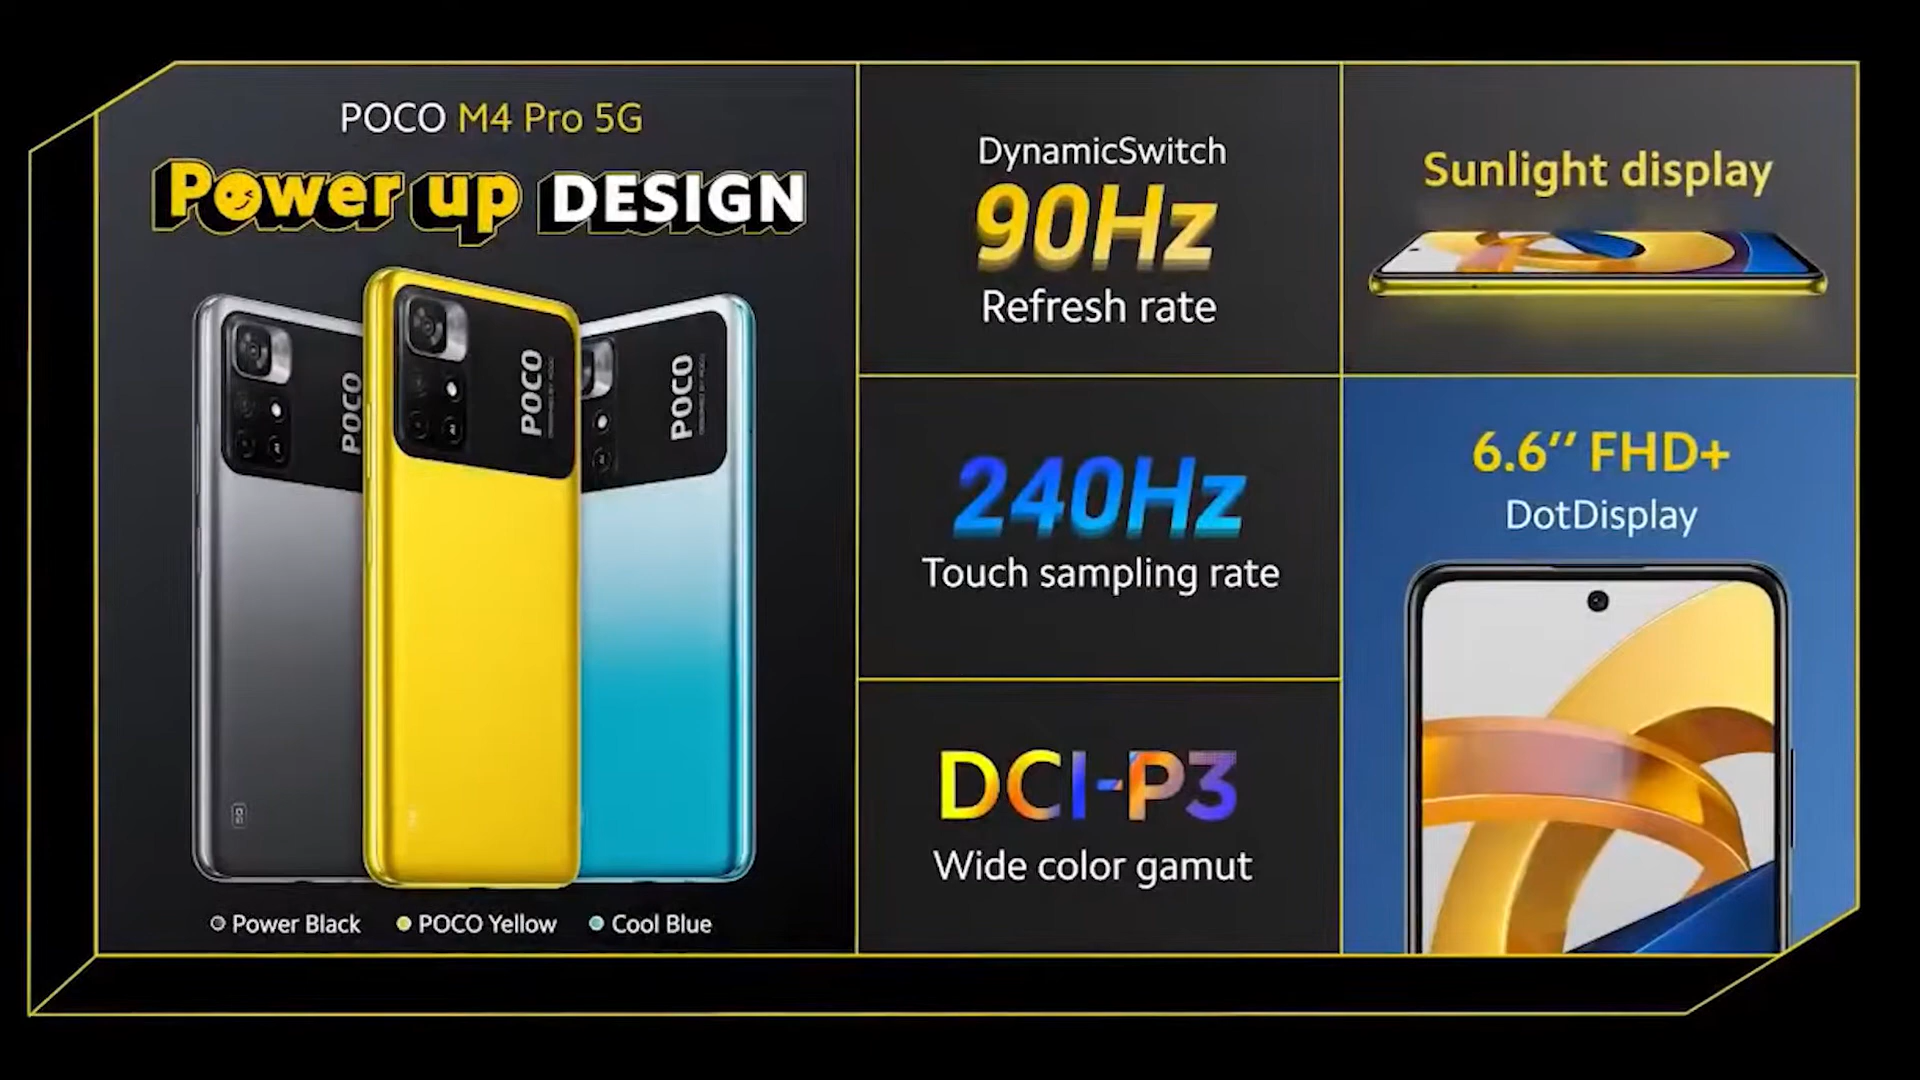 POCO M4 Pro 5G
Power up DESIGN
POCO
POCO
POCO
Power Black
POCO Yellow
Cool Blue
DynamicSwitch
90Hz
Refresh rate
240Hz
Touch sampling rate
DCI-P3
Wide color gamut
Sunlight display
6.6″ FHD+
DotDisplay